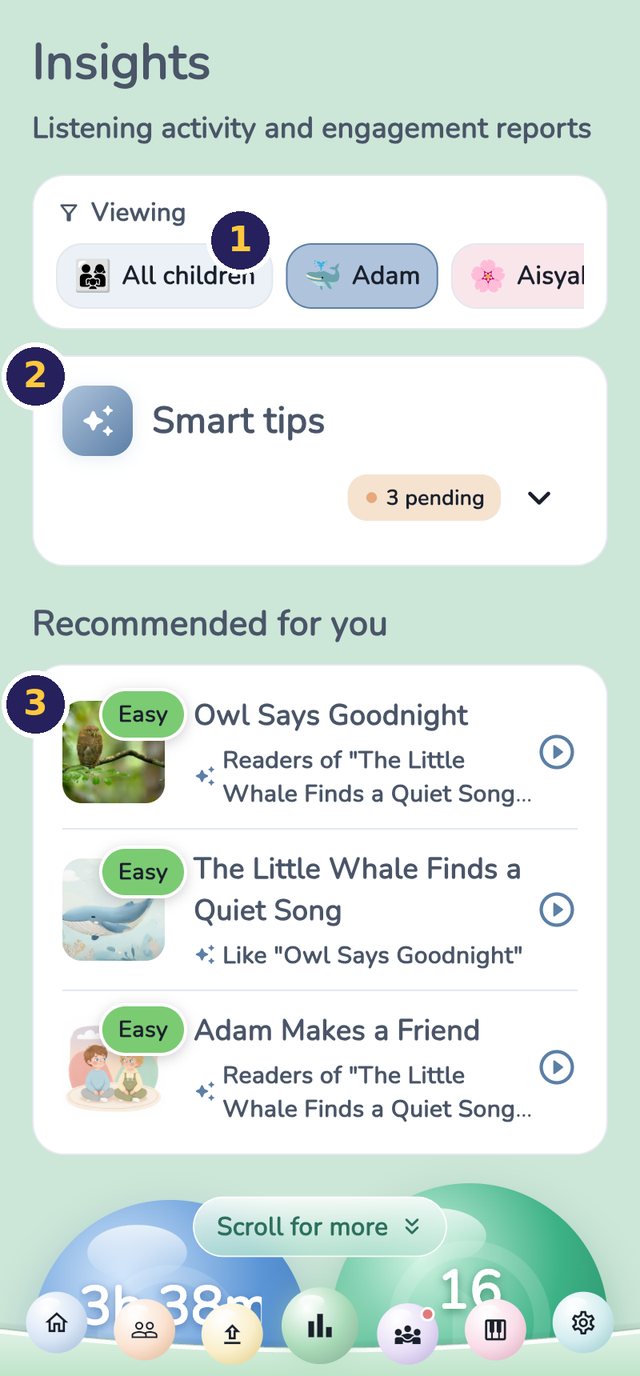 Insights
Listening activity and engagement reports
Viewing
1
All children
Adam
2
Smart tips
3 pending
Recommended for you
3
Easy
Owl Says Goodnight
Readers of "The Little
Whale Finds a Quiet Song...
Easy
The Little Whale Finds a
Quiet Song
Like "Owl Says Goodnight"
Easy
Adam Makes a Friend
Readers of "The Little
Whale Finds a Quiet Song...
Scroll for more
3h 38m
16